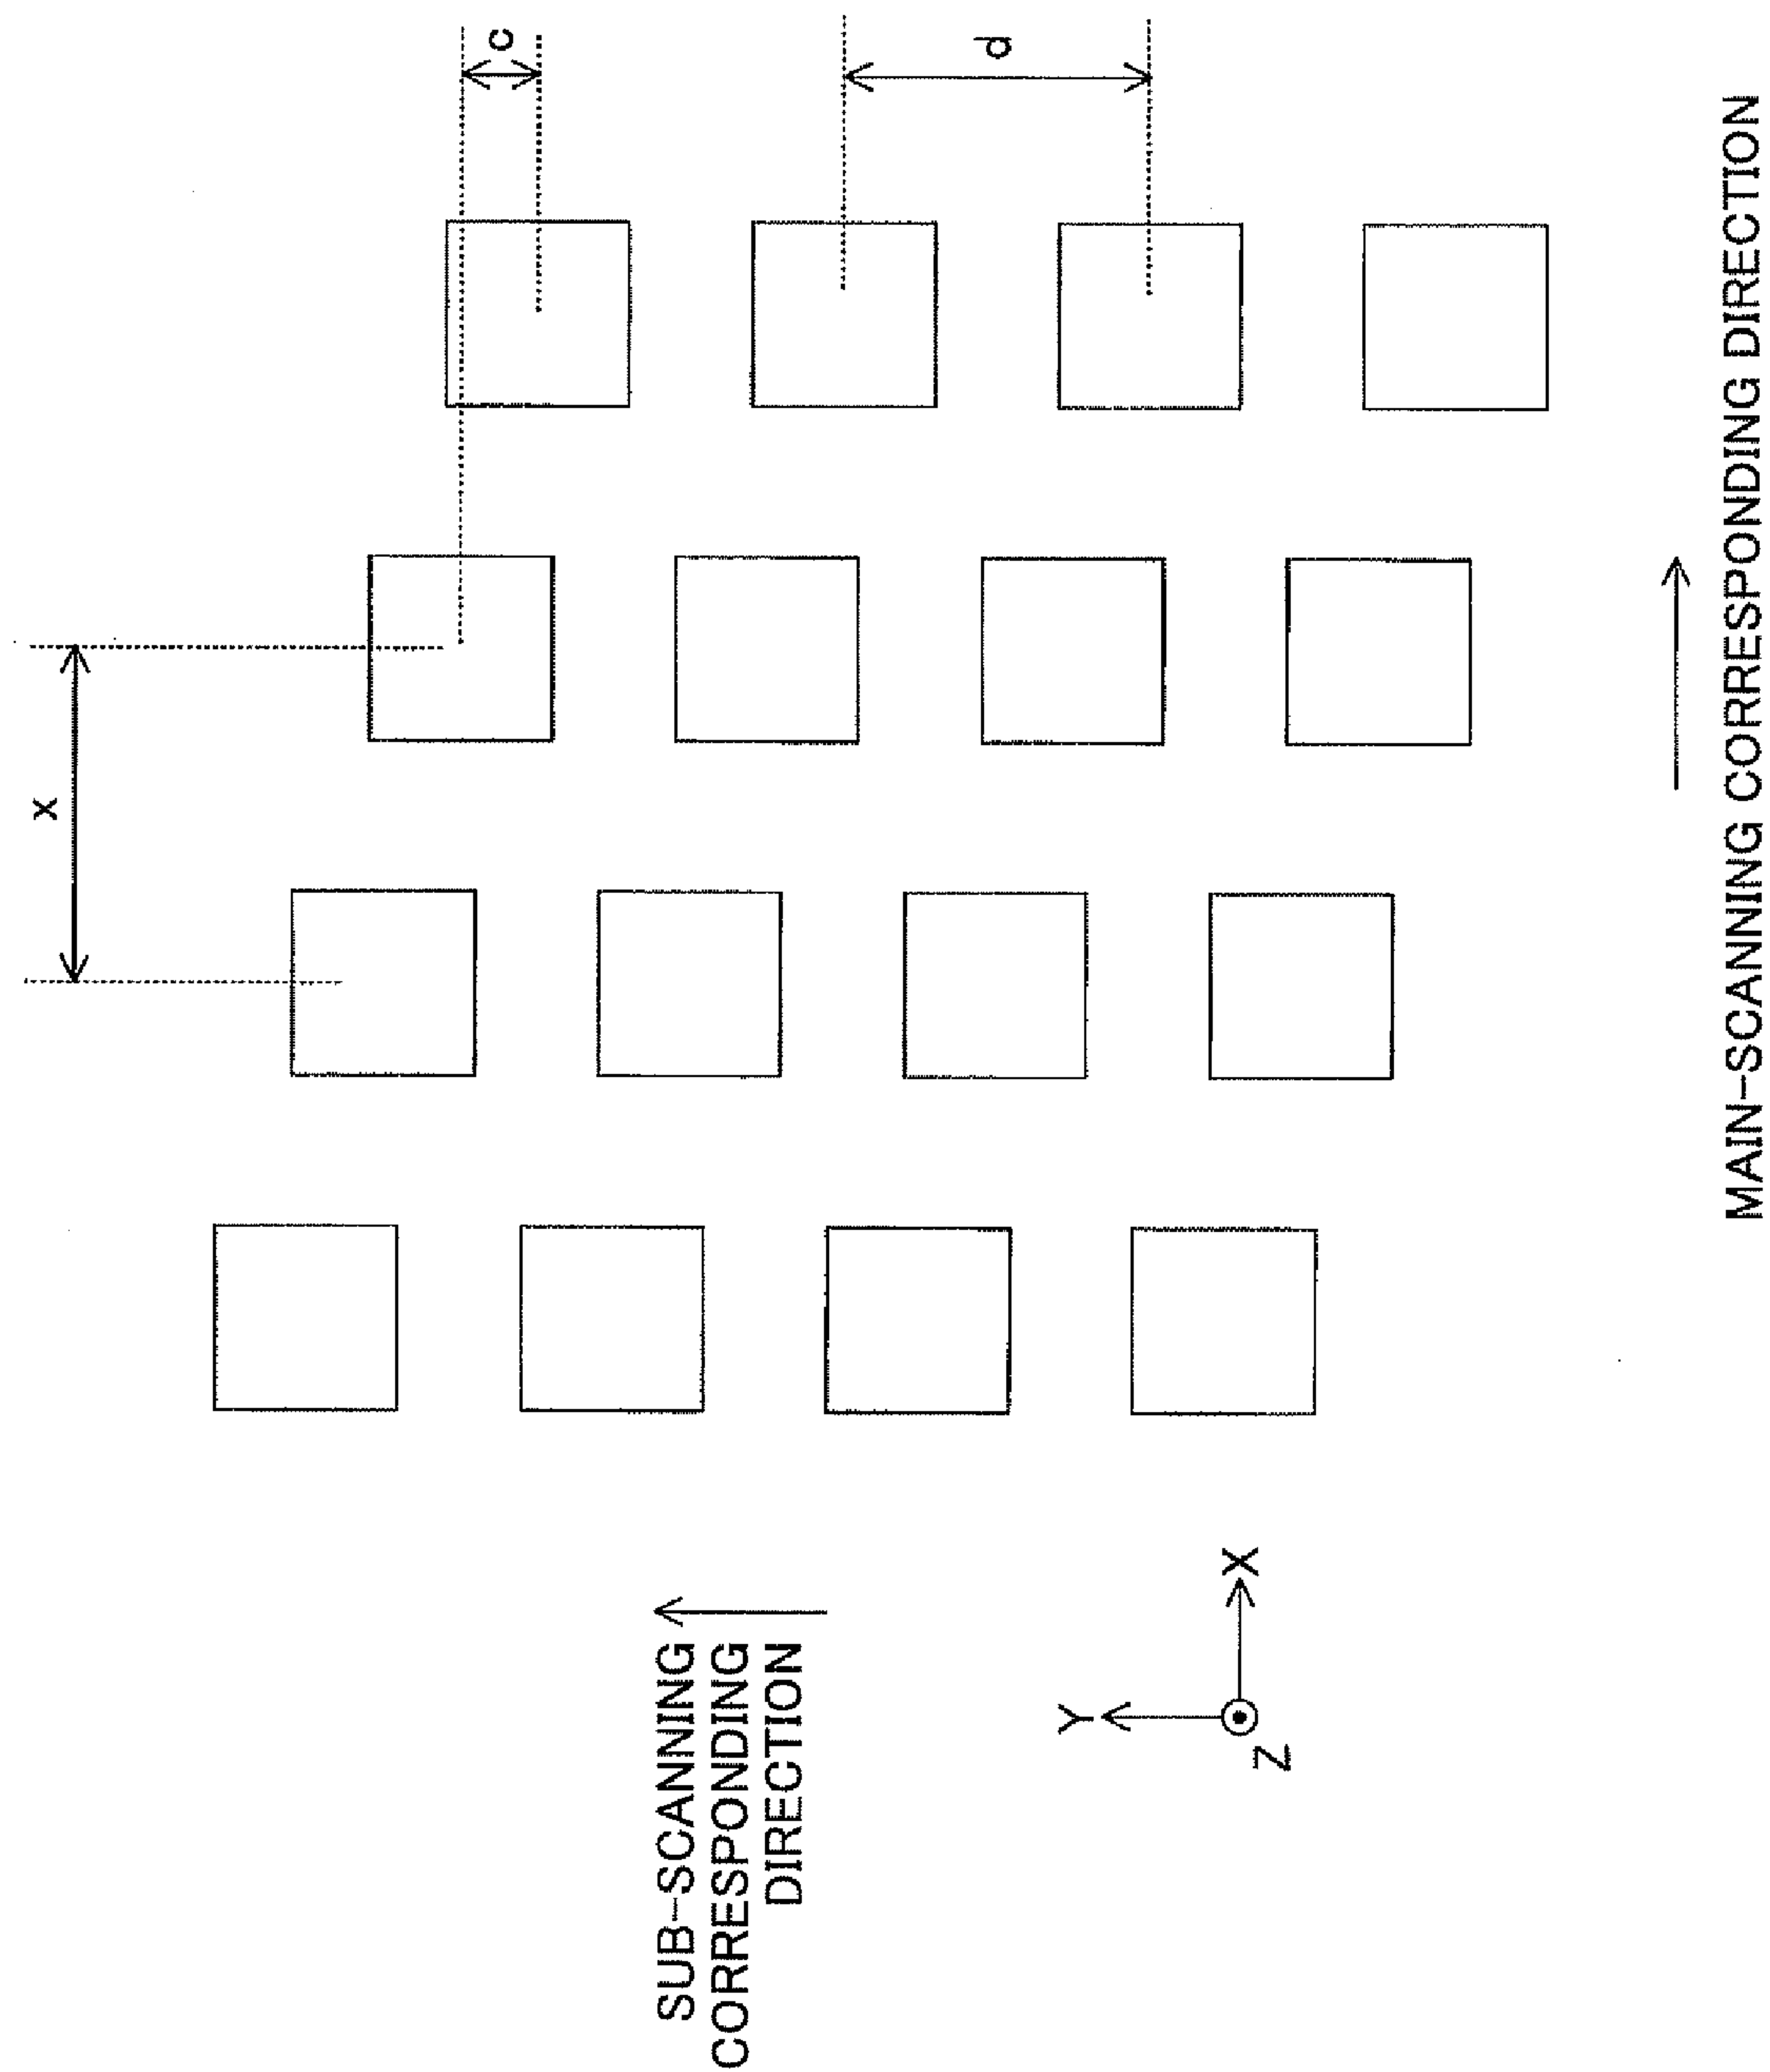 x
c
d
SUB-SCANNING
CORRESPONDING
DIRECTION
Y
X
Z
MAIN-SCANNING CORRESPONDING DIRECTION